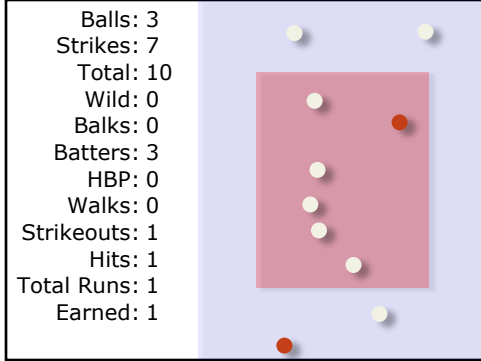 Balls: 3
Strikes: 7
Total: 10
Wild: 0
Balks: 0
Batters: 3
HBP: 0
Walks: 0
Strikeouts: 1
Hits: 1
Total Runs: 1
Earned: 1